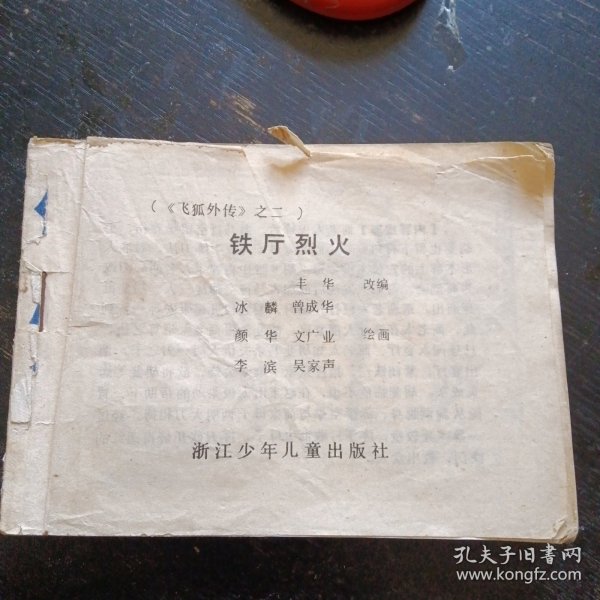 （《飞狐外传》之二）
铁厅烈火
丰华 改编
冰麟 曾成华
颜华 文广业 绘画
李滨 吴家声
浙江少年儿童出版社
孔夫子旧书网
www.kongfz.com